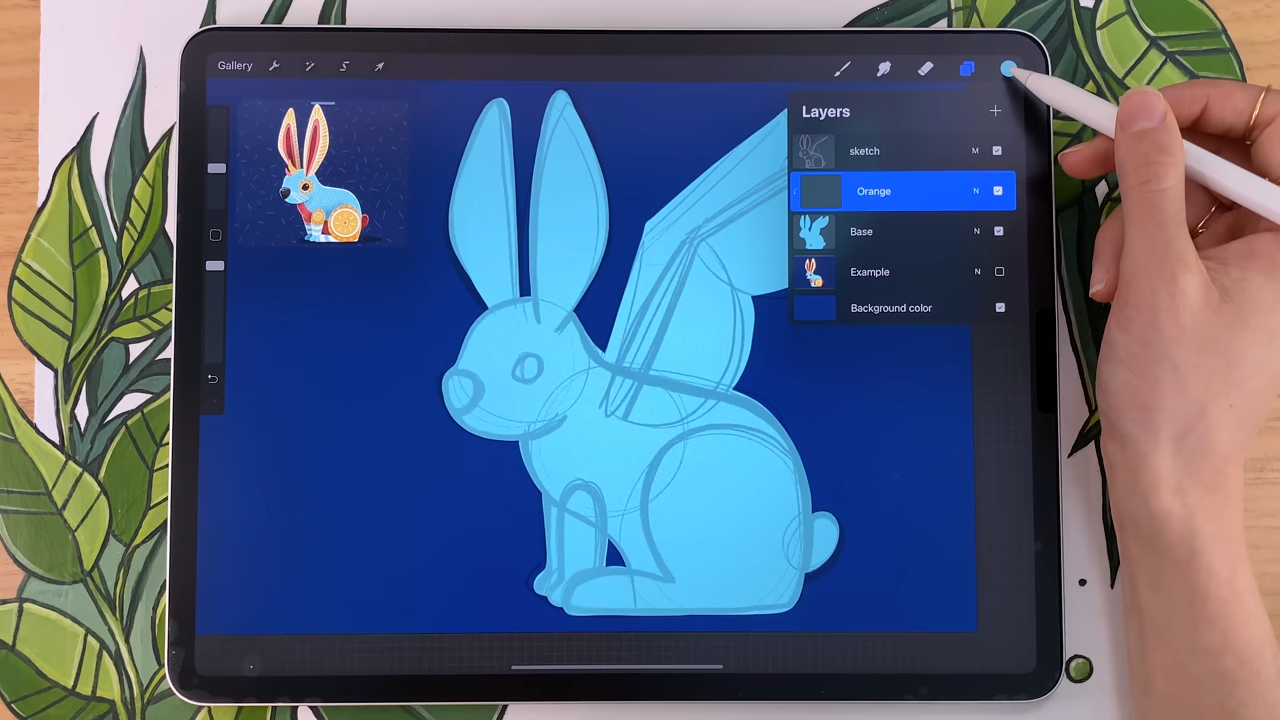 Gallery
Layers
sketch M
Orange N
Base N
Example N
Background color